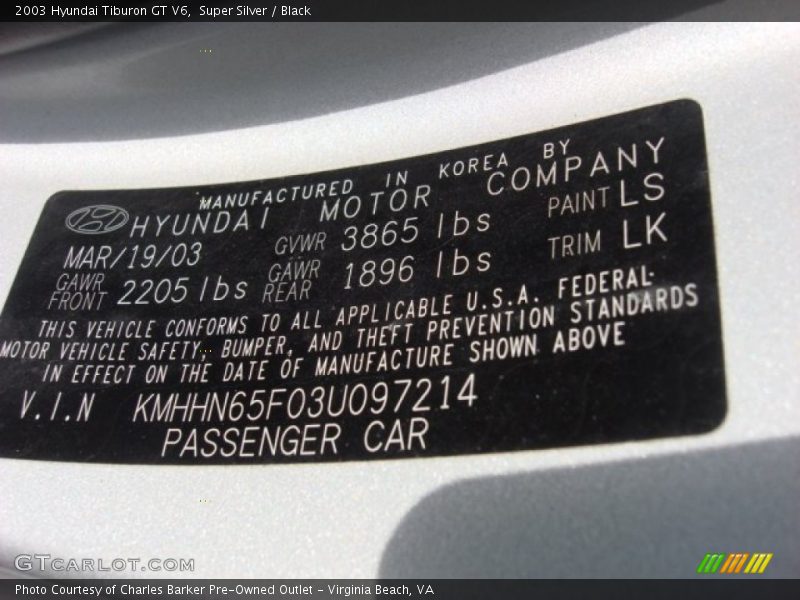 2003 Hyundai Tiburon GT V6, Super Silver / Black
MANUFACTURED IN KOREA BY
HYUNDAI MOTOR COMPANY
MAR/19/03 GVWR 3865 lbs PAINT LS
GAWR FRONT 2205 lbs GAWR REAR 1896 lbs TRIM LK
THIS VEHICLE CONFORMS TO ALL APPLICABLE U.S.A. FEDERAL
MOTOR VEHICLE SAFETY, BUMPER, AND THEFT PREVENTION STANDARDS
IN EFFECT ON THE DATE OF MANUFACTURE SHOWN ABOVE
V.I.N KMHHN65F03U097214
PASSENGER CAR
GTCARLOT.COM
Photo Courtesy of Charles Barker Pre-Owned Outlet - Virginia Beach, VA